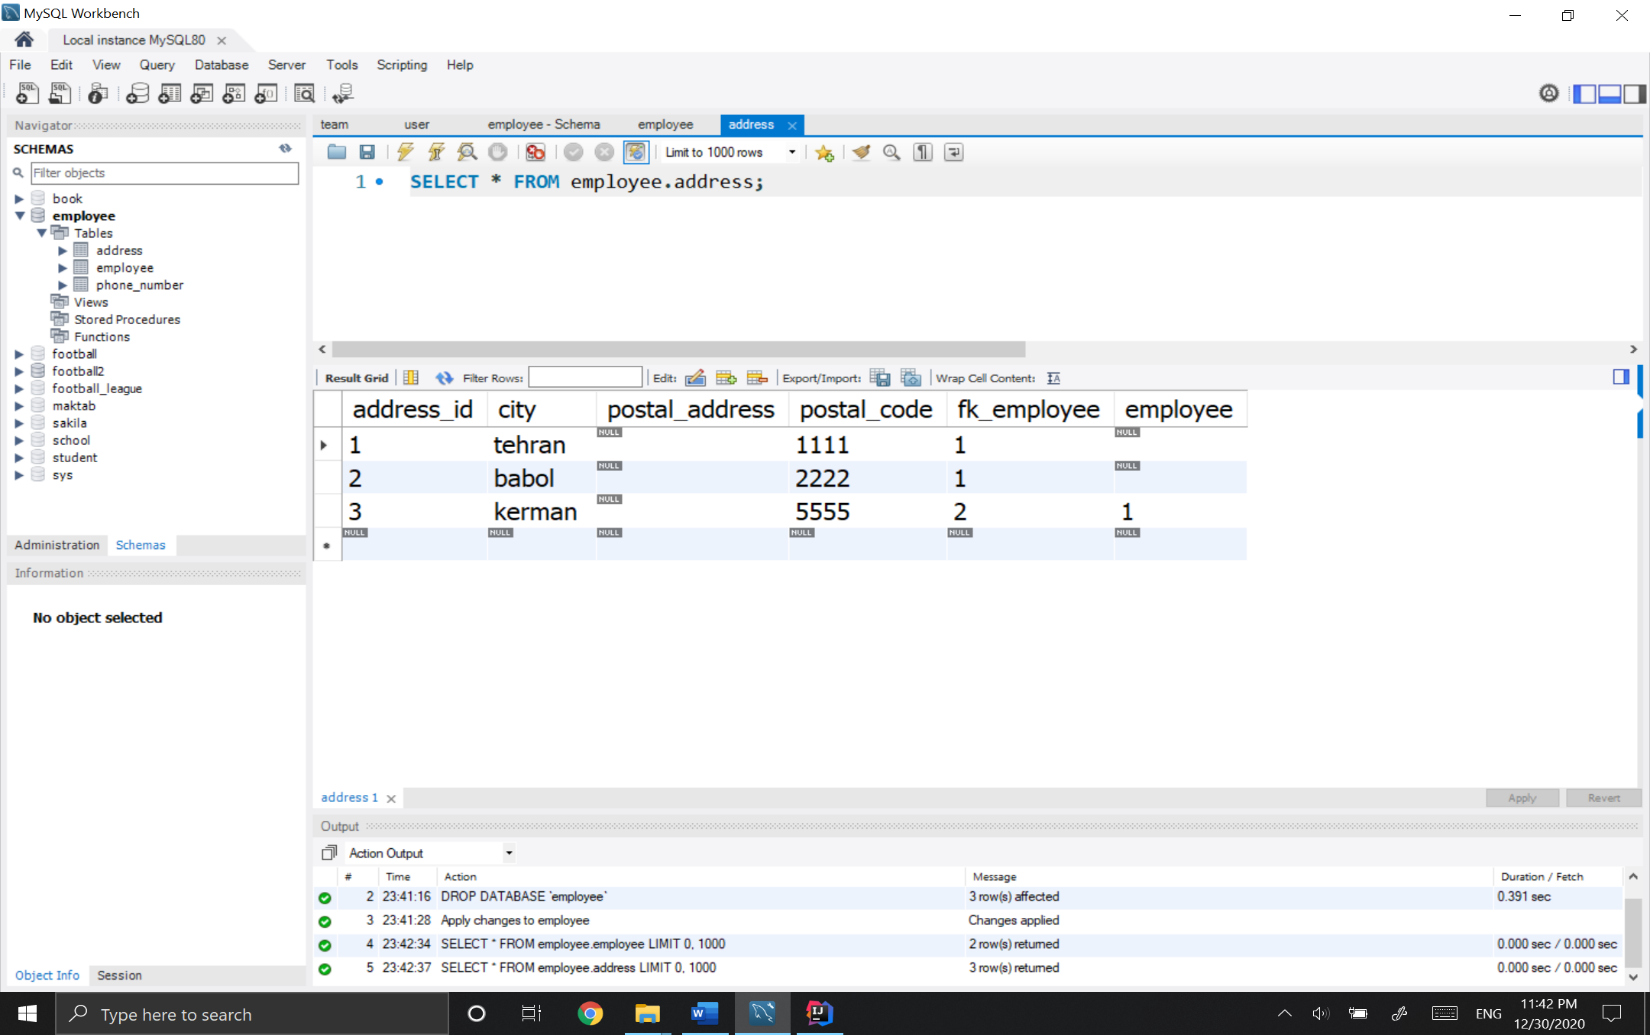 MySQL Workbench
Local instance MySQL80
File Edit View Query Database Server Tools Scripting Help
Navigator
SCHEMAS
Filter objects
book
employee
Tables
address
employee
phone_number
Views
Stored Procedures
Functions
football
football2
football_league
maktab
sakila
school
student
sys
Administration Schemas
Information
No object selected
Object Info Session
team user employee - Schema employee address
Limit to 1000 rows
1 SELECT * FROM employee.address;
Result Grid Filter Rows: Edit: Export/Import: Wrap Cell Content:
address_id city postal_address postal_code fk_employee employee
1 tehran NULL 1111 1 NULL
2 babol NULL 2222 1 NULL
3 kerman NULL 5555 2 1
NULL NULL NULL NULL NULL NULL
address 1 Apply Revert
Output
Action Output
# Time Action Message Duration / Fetch
2 23:41:16 DROP DATABASE `employee` 3 row(s) affected 0.391 sec
3 23:41:28 Apply changes to employee Changes applied
4 23:42:34 SELECT * FROM employee.employee LIMIT 0, 1000 2 row(s) returned 0.000 sec / 0.000 sec
5 23:42:37 SELECT * FROM employee.address LIMIT 0, 1000 3 row(s) returned 0.000 sec / 0.000 sec
Type here to search
ENG
11:42 PM
12/30/2020